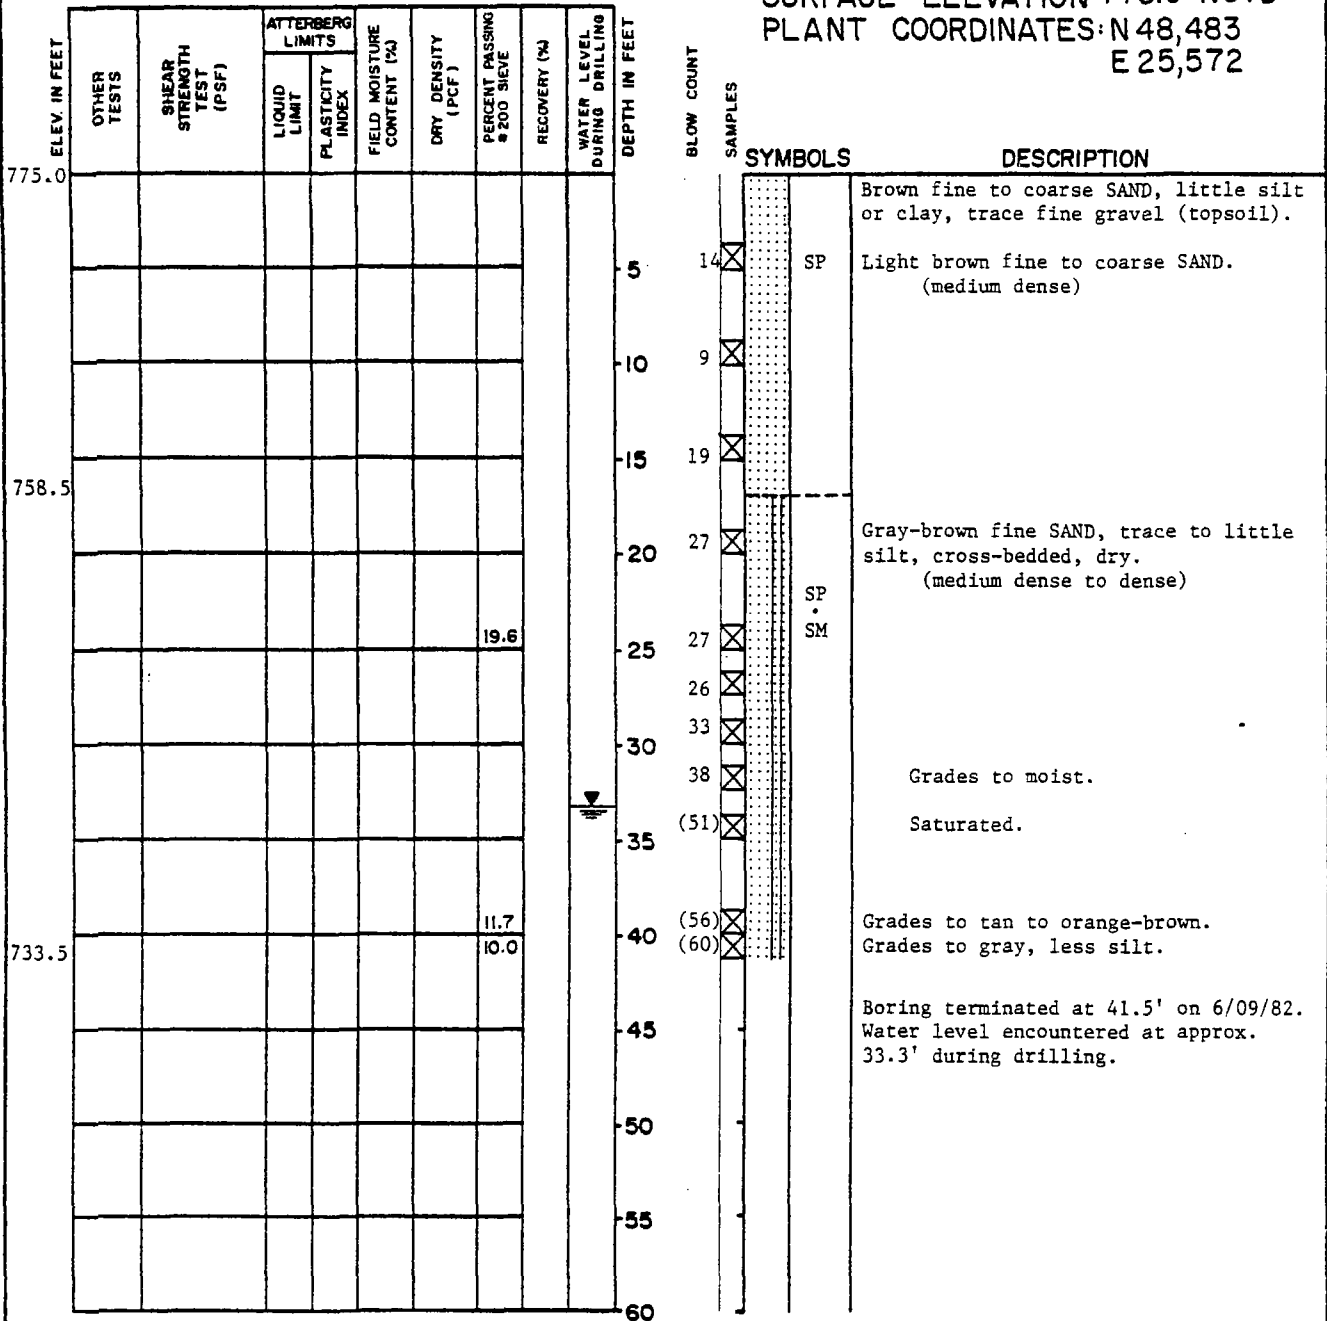 PLANT COORDINATES: N 48,483
E 25,572
ELEV. IN FEET
OTHER TESTS
SHEAR STRENGTH TEST (PSF)
ATTERBERG LIMITS
LIQUID LIMIT
PLASTICITY INDEX
FIELD MOISTURE CONTENT (%)
DRY DENSITY (PCF)
PERCENT PASSING #200 SIEVE
RECOVERY (%)
WATER LEVEL DURING DRILLING
DEPTH IN FEET
BLOW COUNT
SAMPLES
SYMBOLS
DESCRIPTION
775.0
Brown fine to coarse SAND, little silt
or clay, trace fine gravel (topsoil).
5
14
SP
Light brown fine to coarse SAND.
(medium dense)
10
9
15
19
758.5
20
27
Gray-brown fine SAND, trace to little
silt, cross-bedded, dry.
(medium dense to dense)
SP
.
SM
19.6
25
27
26
33
30
38
Grades to moist.
(51)
Saturated.
35
11.7
(56)
Grades to tan to orange-brown.
40
10.0
(60)
Grades to gray, less silt.
733.5
Boring terminated at 41.5' on 6/09/82.
45
Water level encountered at approx.
33.3' during drilling.
50
55
60